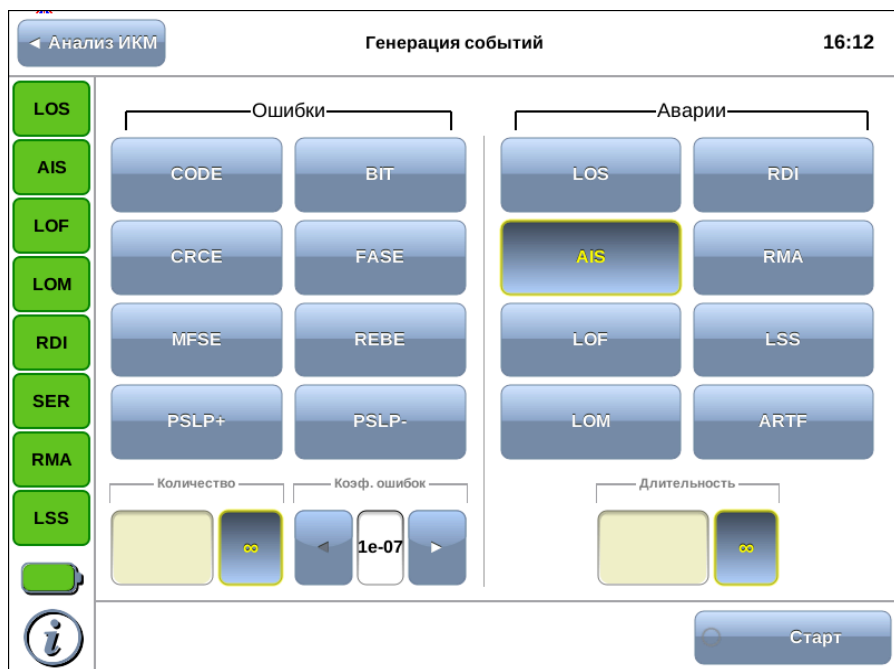 ◄ Анализ ИКМ
Генерация событий
16:12
LOS
AIS
LOF
LOM
RDI
SER
RMA
LSS
Ошибки
CODE BIT
CRCE FASE
MFSE REBE
PSLP+ PSLP-
Количество
Коэф. ошибок
∞
◄ 1e-07 ►
Аварии
LOS RDI
AIS RMA
LOF LSS
LOM ARTF
Длительность
∞
i
Старт